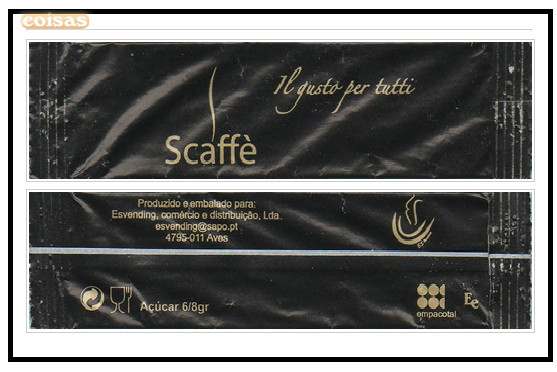 coisas
Il gusto per tutti
Scaffè
Produzido e embalado para:
Esvending, comércio e distribuição, Lda.
esvending@sapo.pt
4795-011 Aves
Açúcar 6/8gr
empacotal
Ee